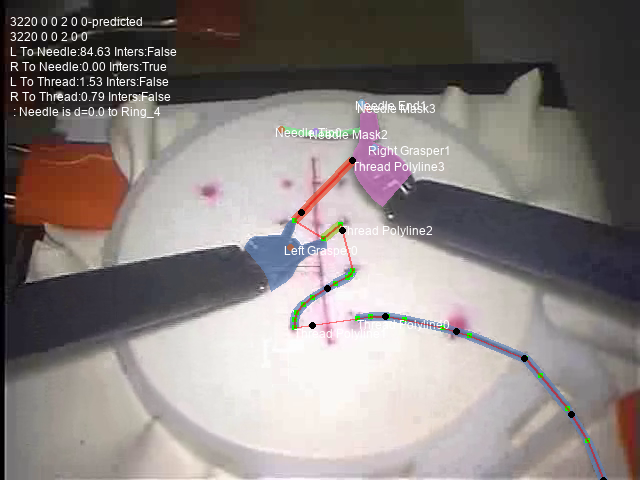 3220 0 0 2 0 0-predicted
3220 0 0 2 0 0
L To Needle:84.63 Inters:False
R To Needle:0.00 Inters:True
L To Thread:1.53 Inters:False
R To Thread:0.79 Inters:False
: Needle is d=0.0 to Ring_4
Needle End1
Needle Mask3
Needle Mask2
Right Grasper1
Thread Polyline3
Thread Polyline2
Left Grasper0
Thread Polyline0